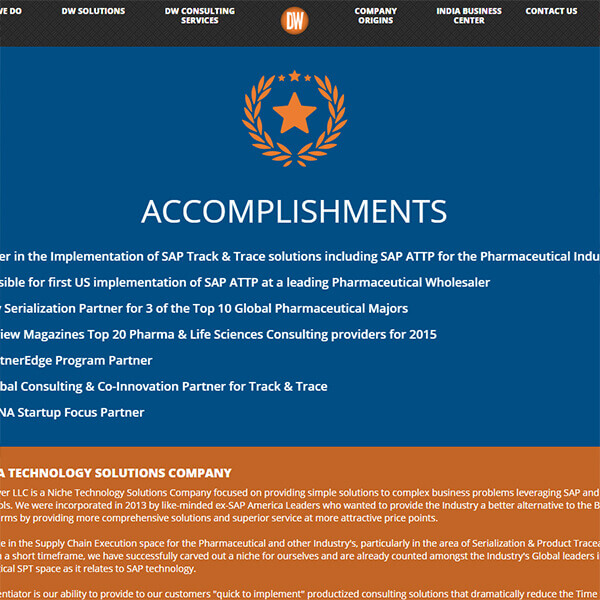 WE DO
DW SOLUTIONS
DW CONSULTING
SERVICES
DW
COMPANY
ORIGINS
INDIA BUSINESS
CENTER
CONTACT US
ACCOMPLISHMENTS
er in the Implementation of SAP Track & Trace solutions including SAP ATTP for the Pharmaceutical Indu
sible for first US implementation of SAP ATTP at a leading Pharmaceutical Wholesaler
y Serialization Partner for 3 of the Top 10 Global Pharmaceutical Majors
iew Magazines Top 20 Pharma & Life Sciences Consulting providers for 2015
rtnerEdge Program Partner
bal Consulting & Co-Innovation Partner for Track & Trace
NA Startup Focus Partner
A TECHNOLOGY SOLUTIONS COMPANY
ver LLC is a Niche Technology Solutions Company focused on providing simple solutions to complex business problems leveraging SAP and
ols. We were incorporated in 2013 by like-minded ex-SAP America Leaders who wanted to provide the Industry a better alternative to the B
irms by providing more comprehensive solutions and superior service at more attractive price points.
te in the Supply Chain Execution space for the Pharmaceutical and other Industry's, particularly in the area of Serialization & Product Tracea
n a short timeframe, we have successfully carved out a niche for ourselves and are already counted amongst the Industry's Global leaders i
tical SPT space as it relates to SAP technology.
entiator is our ability to provide to our customers "quick to implement" productized consulting solutions that dramatically reduce the Time